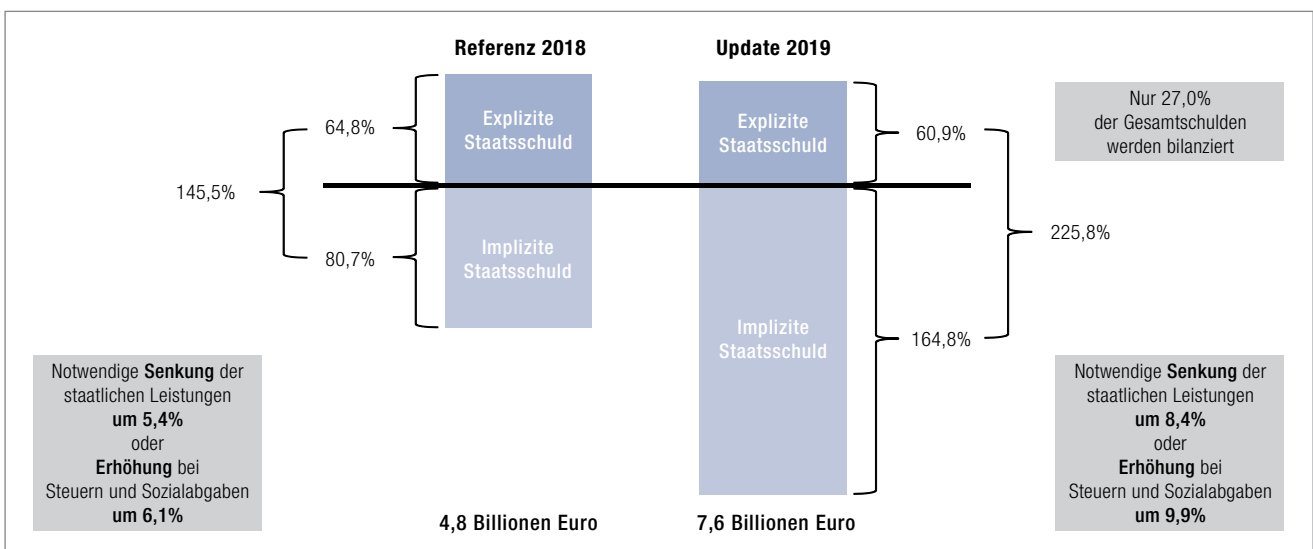 Referenz 2018
Update 2019
Explizite
Staatsschuld
Explizite
Staatsschuld
Nur 27,0%
der Gesamtschulden
werden bilanziert
64,8%
60,9%
145,5%
80,7%
Implizite
Staatsschuld
225,8%
Implizite
Staatsschuld
164,8%
Notwendige Senkung der
staatlichen Leistungen
um 5,4%
oder
Erhöhung bei
Steuern und Sozialabgaben
um 6,1%
Notwendige Senkung der
staatlichen Leistungen
um 8,4%
oder
Erhöhung bei
Steuern und Sozialabgaben
um 9,9%
4,8 Billionen Euro
7,6 Billionen Euro